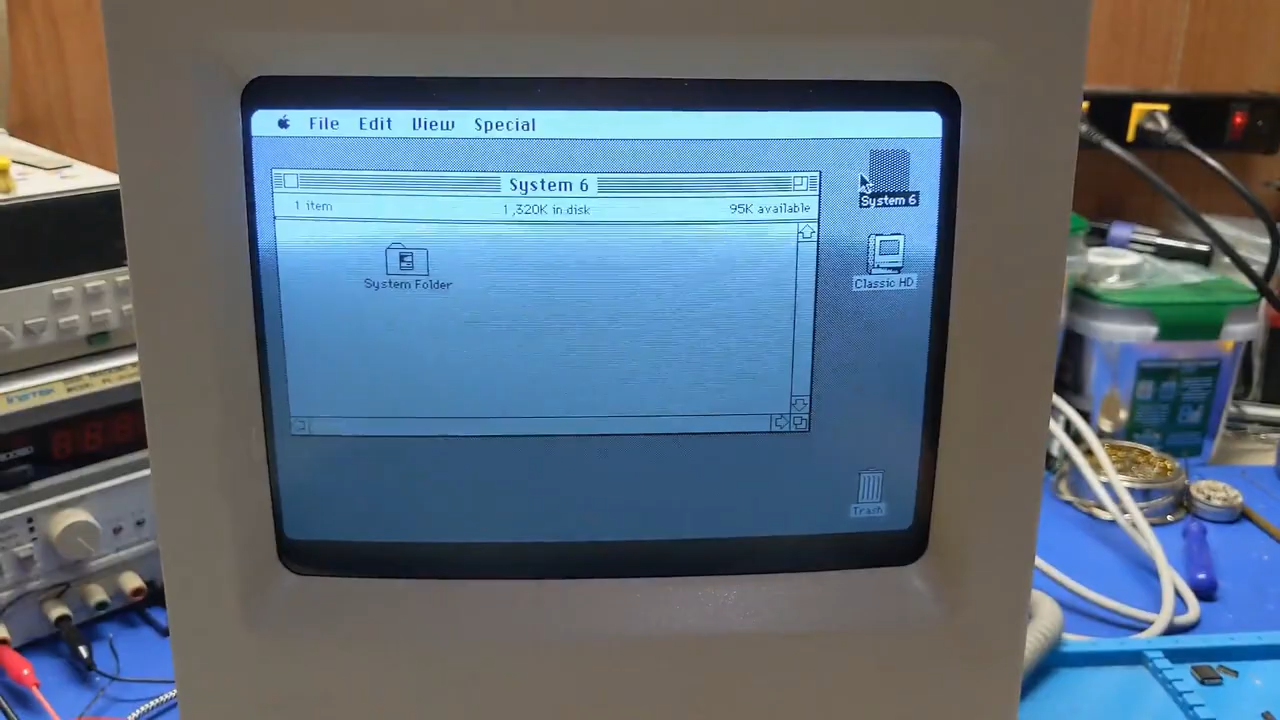 File Edit View Special
System 6
1 item 1,320K in disk 95K available
System Folder
System 6
Classic HD
Trash